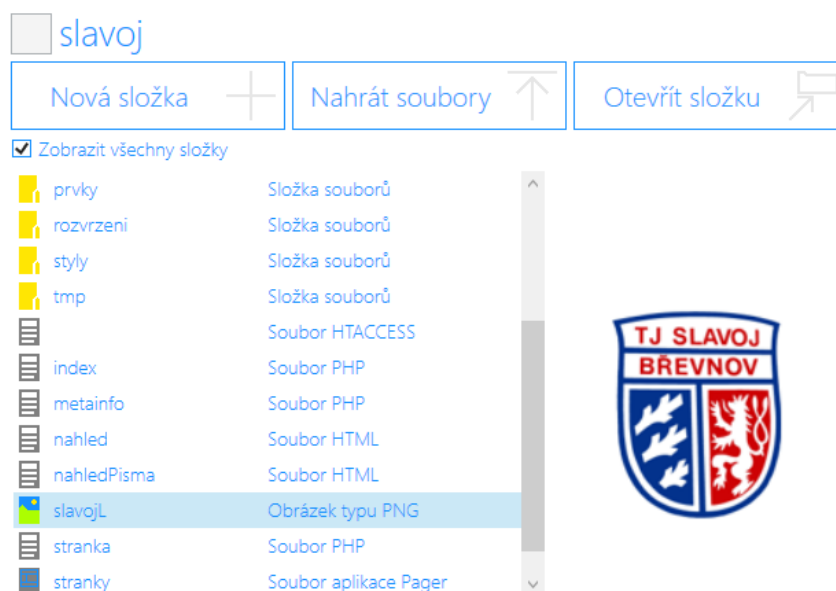 slavoj
Nová složka
Nahrát soubory
Otevřít složku
Zobrazit všechny složky
prvky Složka souborů
rozvrzeni Složka souborů
styly Složka souborů
tmp Složka souborů
Soubor HTACCESS
index Soubor PHP
metainfo Soubor PHP
nahled Soubor HTML
nahledPisma Soubor HTML
slavojL Obrázek typu PNG
stranka Soubor PHP
stranky Soubor aplikace Pager
TJ SLAVOJ
BŘEVNOV